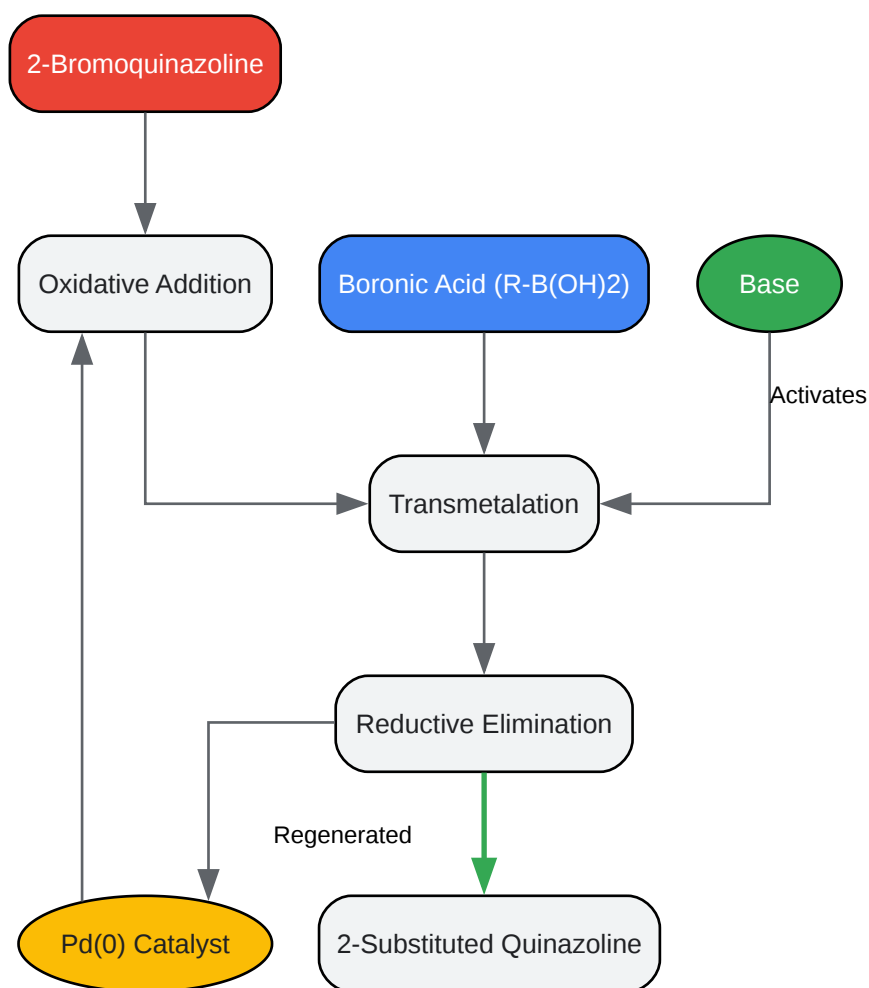 2-Bromoquinazoline
Oxidative Addition
Boronic Acid (R-B(OH)2)
Base
Activates
Transmetalation
Reductive Elimination
Regenerated
Pd(0) Catalyst
2-Substituted Quinazoline